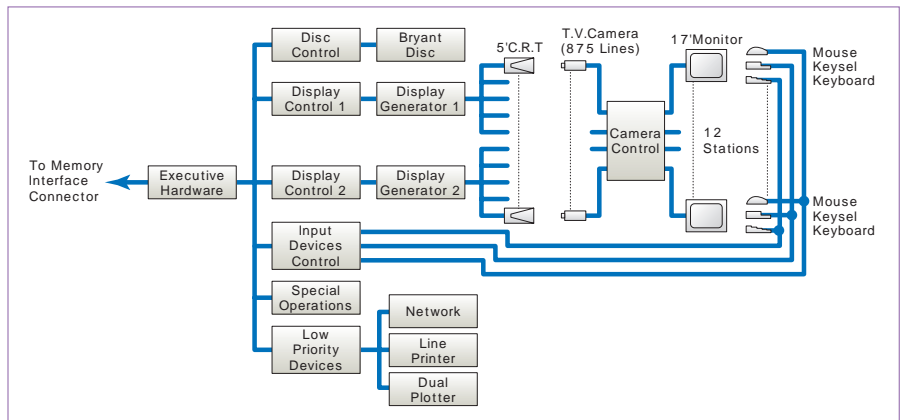 Disc
Control
Bryant
Disc
5'C.R.T
T.V.Camera
(875 Lines)
17'Monitor
Mouse
Keysel
Keyboard
Display
Control 1
Display
Generator 1
Camera
Control
12
Stations
To Memory
Interface
Connector
Executive
Hardware
Display
Control 2
Display
Generator 2
Mouse
Keysel
Keyboard
Input
Devices
Control
Special
Operations
Low
Priority
Devices
Network
Line
Printer
Dual
Plotter